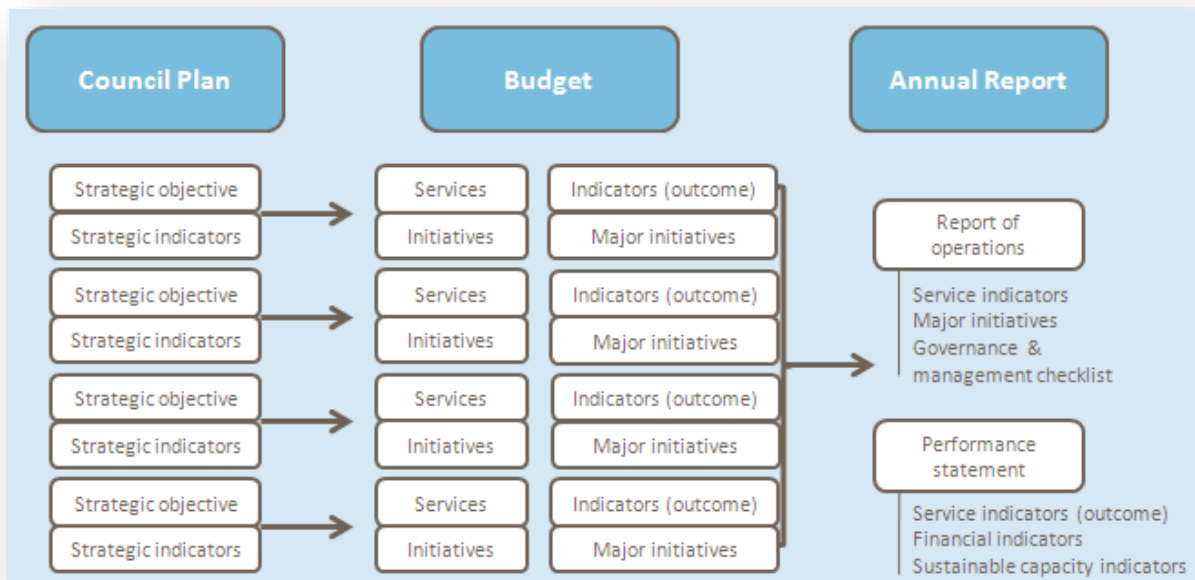 Council Plan
Budget
Annual Report
Strategic objective
Strategic indicators
Services
Initiatives
Indicators (outcome)
Major initiatives
Strategic objective
Strategic indicators
Services
Initiatives
Indicators (outcome)
Major initiatives
Strategic objective
Strategic indicators
Services
Initiatives
Indicators (outcome)
Major initiatives
Strategic objective
Strategic indicators
Services
Initiatives
Indicators (outcome)
Major initiatives
Report of
operations
Service indicators
Major initiatives
Governance &
management checklist
Performance
statement
Service indicators (outcome)
Financial indicators
Sustainable capacity indicators